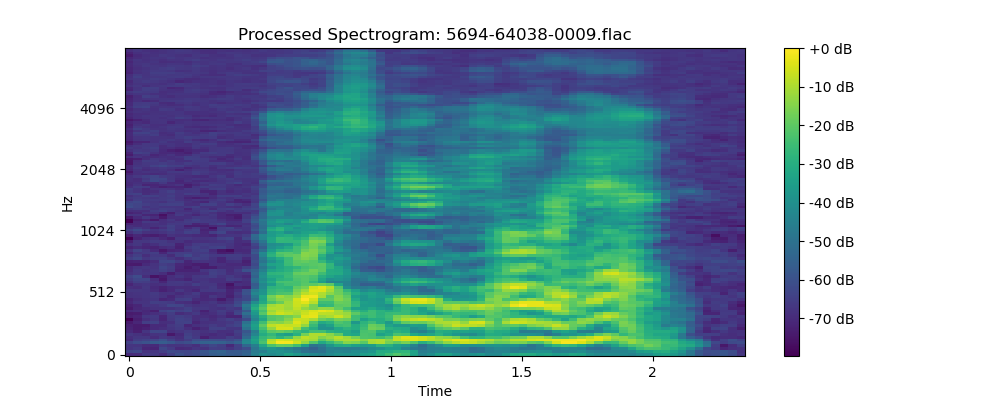 Processed Spectrogram: 5694-64038-0009.flac
+0 dB
-10 dB
-20 dB
-30 dB
-40 dB
-50 dB
-60 dB
-70 dB
4096
2048
1024
512
0
Hz
0
0.5
1
1.5
2
Time